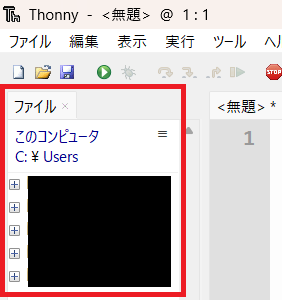 Thonny - <無題> @ 1 : 1
ファイル 編集 表示 実行 ツール
STOP
ファイル × <無題> *
このコンピュータ ≡
C: ¥ Users
1